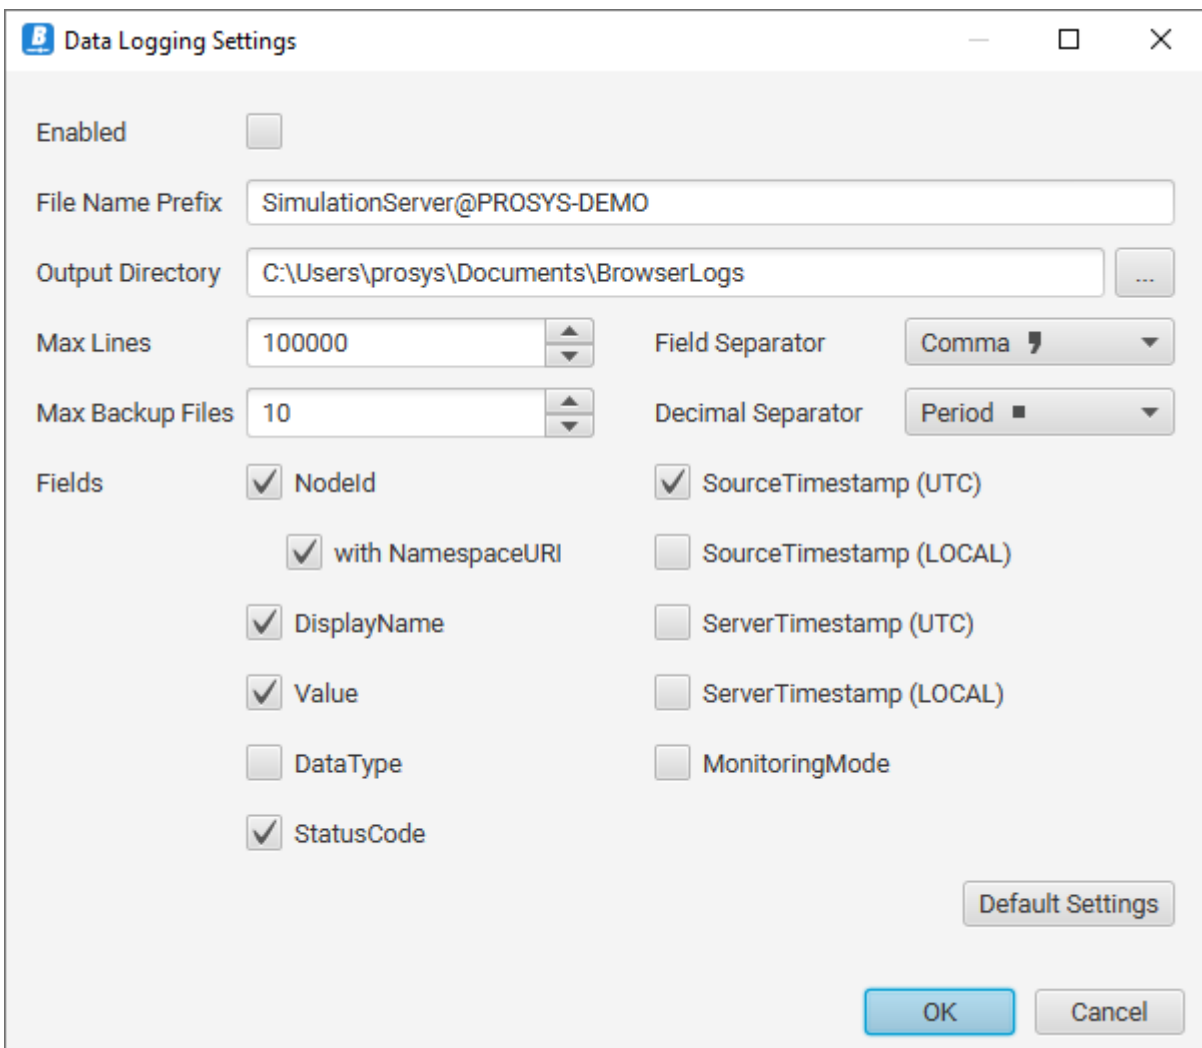 Data Logging Settings
Enabled
File Name Prefix SimulationServer@PROSYS-DEMO
Output Directory C:\Users\prosys\Documents\BrowserLogs ...
Max Lines 100000 Field Separator Comma ,
Max Backup Files 10 Decimal Separator Period .
Fields NodeId SourceTimestamp (UTC)
with NamespaceURI SourceTimestamp (LOCAL)
DisplayName ServerTimestamp (UTC)
Value ServerTimestamp (LOCAL)
DataType MonitoringMode
StatusCode
Default Settings
OK Cancel